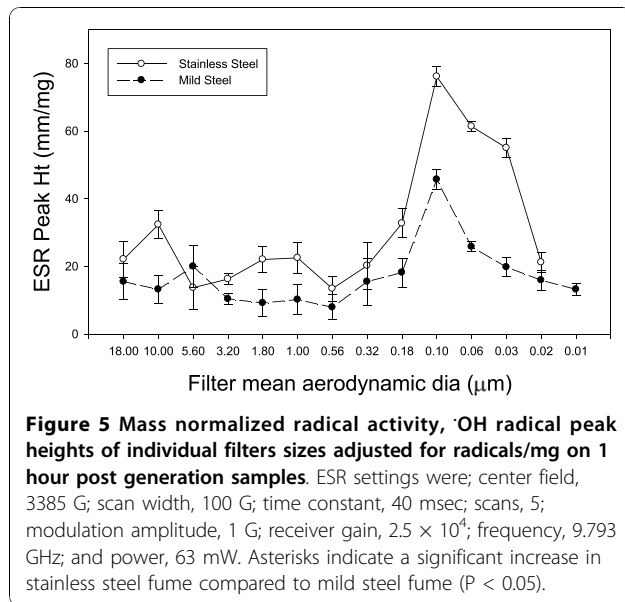 Stainless Steel
Mild Steel
80
60
40
20
0
ESR Peak Ht (mm/mg)
18.00 10.00 5.60 3.20 1.80 1.00 0.56 0.32 0.18 0.10 0.06 0.03 0.02 0.01
Filter mean aerodynamic dia (μm)
Figure 5 Mass normalized radical activity, ·OH radical peak
heights of individual filters sizes adjusted for radicals/mg on 1
hour post generation samples. ESR settings were; center field,
3385 G; scan width, 100 G; time constant, 40 msec; scans, 5;
modulation amplitude, 1 G; receiver gain, 2.5 × 10⁴; frequency, 9.793
GHz; and power, 63 mW. Asterisks indicate a significant increase in
stainless steel fume compared to mild steel fume (P < 0.05).